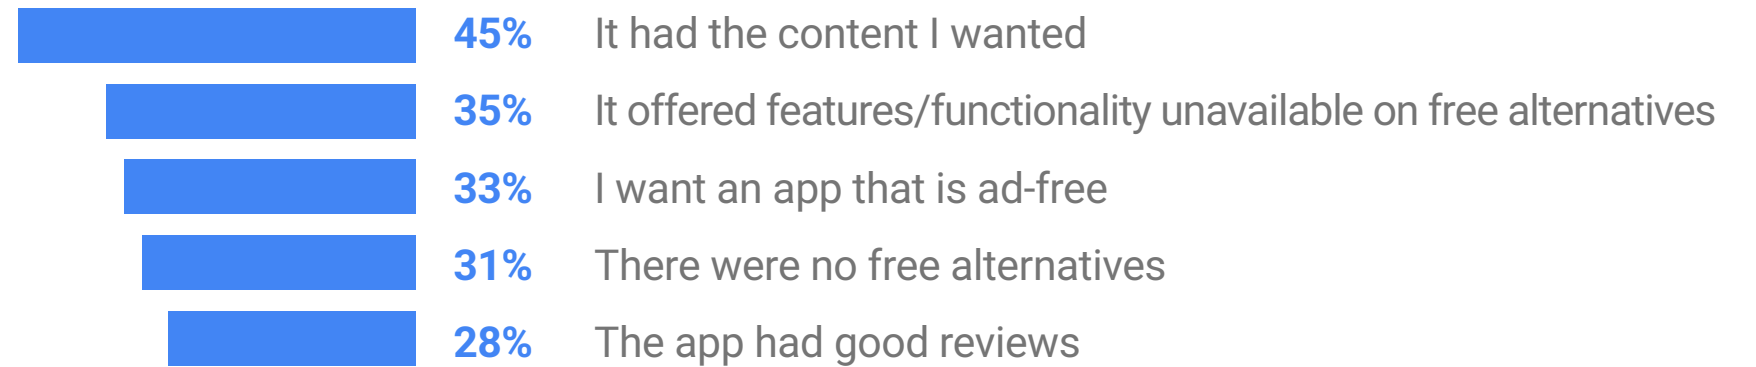 45% It had the content I wanted
35% It offered features/functionality unavailable on free alternatives
33% I want an app that is ad-free
31% There were no free alternatives
28% The app had good reviews